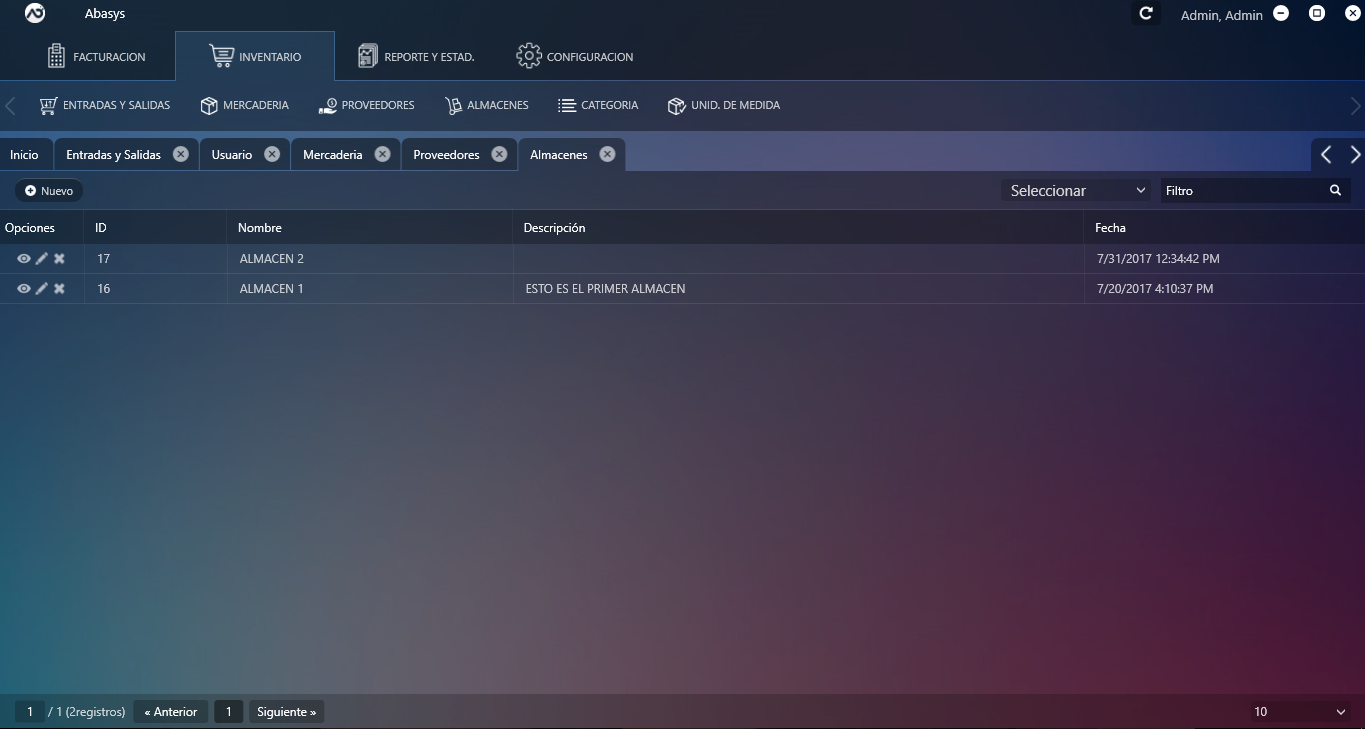 Abasys Admin, Admin
FACTURACION INVENTARIO REPORTE Y ESTAD. CONFIGURACION
ENTRADAS Y SALIDAS MERCADERIA PROVEEDORES ALMACENES CATEGORIA UNID. DE MEDIDA
Inicio Entradas y Salidas Usuario Mercaderia Proveedores Almacenes
Nuevo Seleccionar Filtro
Opciones ID Nombre Descripción Fecha
17 ALMACEN 2 7/31/2017 12:34:42 PM
16 ALMACEN 1 ESTO ES EL PRIMER ALMACEN 7/20/2017 4:10:37 PM
1 / 1 (2registros) « Anterior 1 Siguiente » 10